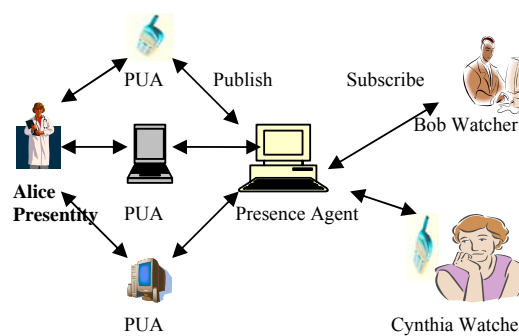 PUA
Publish
Subscribe
Bob Watcher
Alice
Presentity
PUA
Presence Agent
PUA
Cynthia Watche